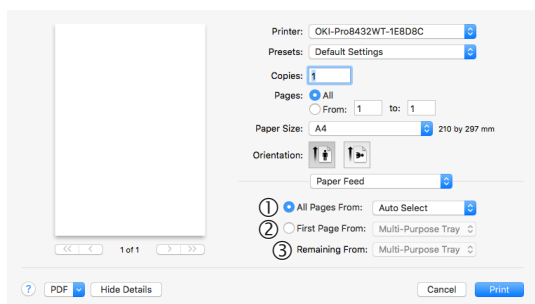 Printer: OKI-Pro8432WT-1E8D8C
Presets: Default Settings
Copies: 1
Pages: All
From: 1 to: 1
Paper Size: A4 210 by 297 mm
Orientation:
Paper Feed
1 All Pages From: Auto Select
2 First Page From: Multi-Purpose Tray
3 Remaining From: Multi-Purpose Tray
<< < 1 of 1 > >>
? PDF Hide Details Cancel Print